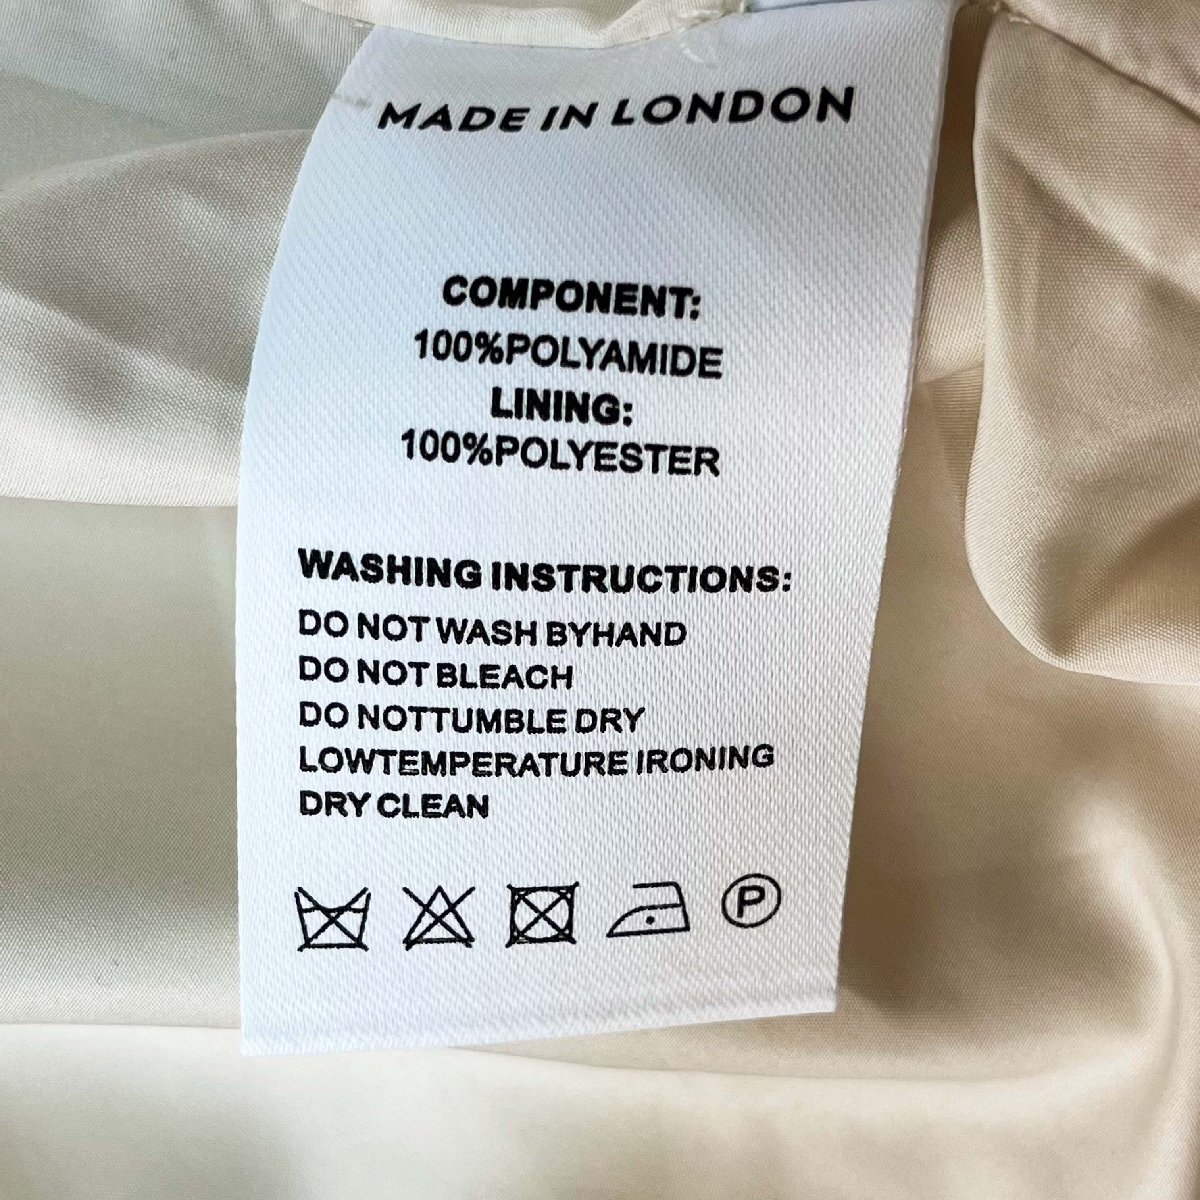 MADE IN LONDON
COMPONENT:
100%POLYAMIDE
LINING:
100%POLYESTER
WASHING INSTRUCTIONS:
DO NOT WASH BYHAND
DO NOT BLEACH
DO NOTTUMBLE DRY
LOWTEMPERATURE IRONING
DRY CLEAN
P